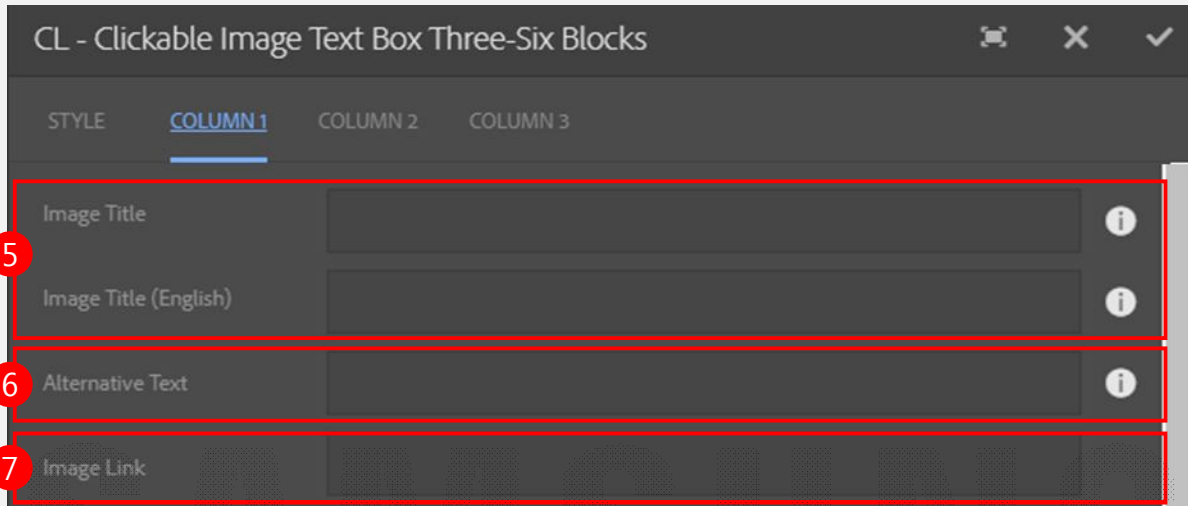 CL - Clickable Image Text Box Three-Six Blocks
STYLE COLUMN 1 COLUMN 2 COLUMN 3
Image Title
5
Image Title (English)
6 Alternative Text
7 Image Link